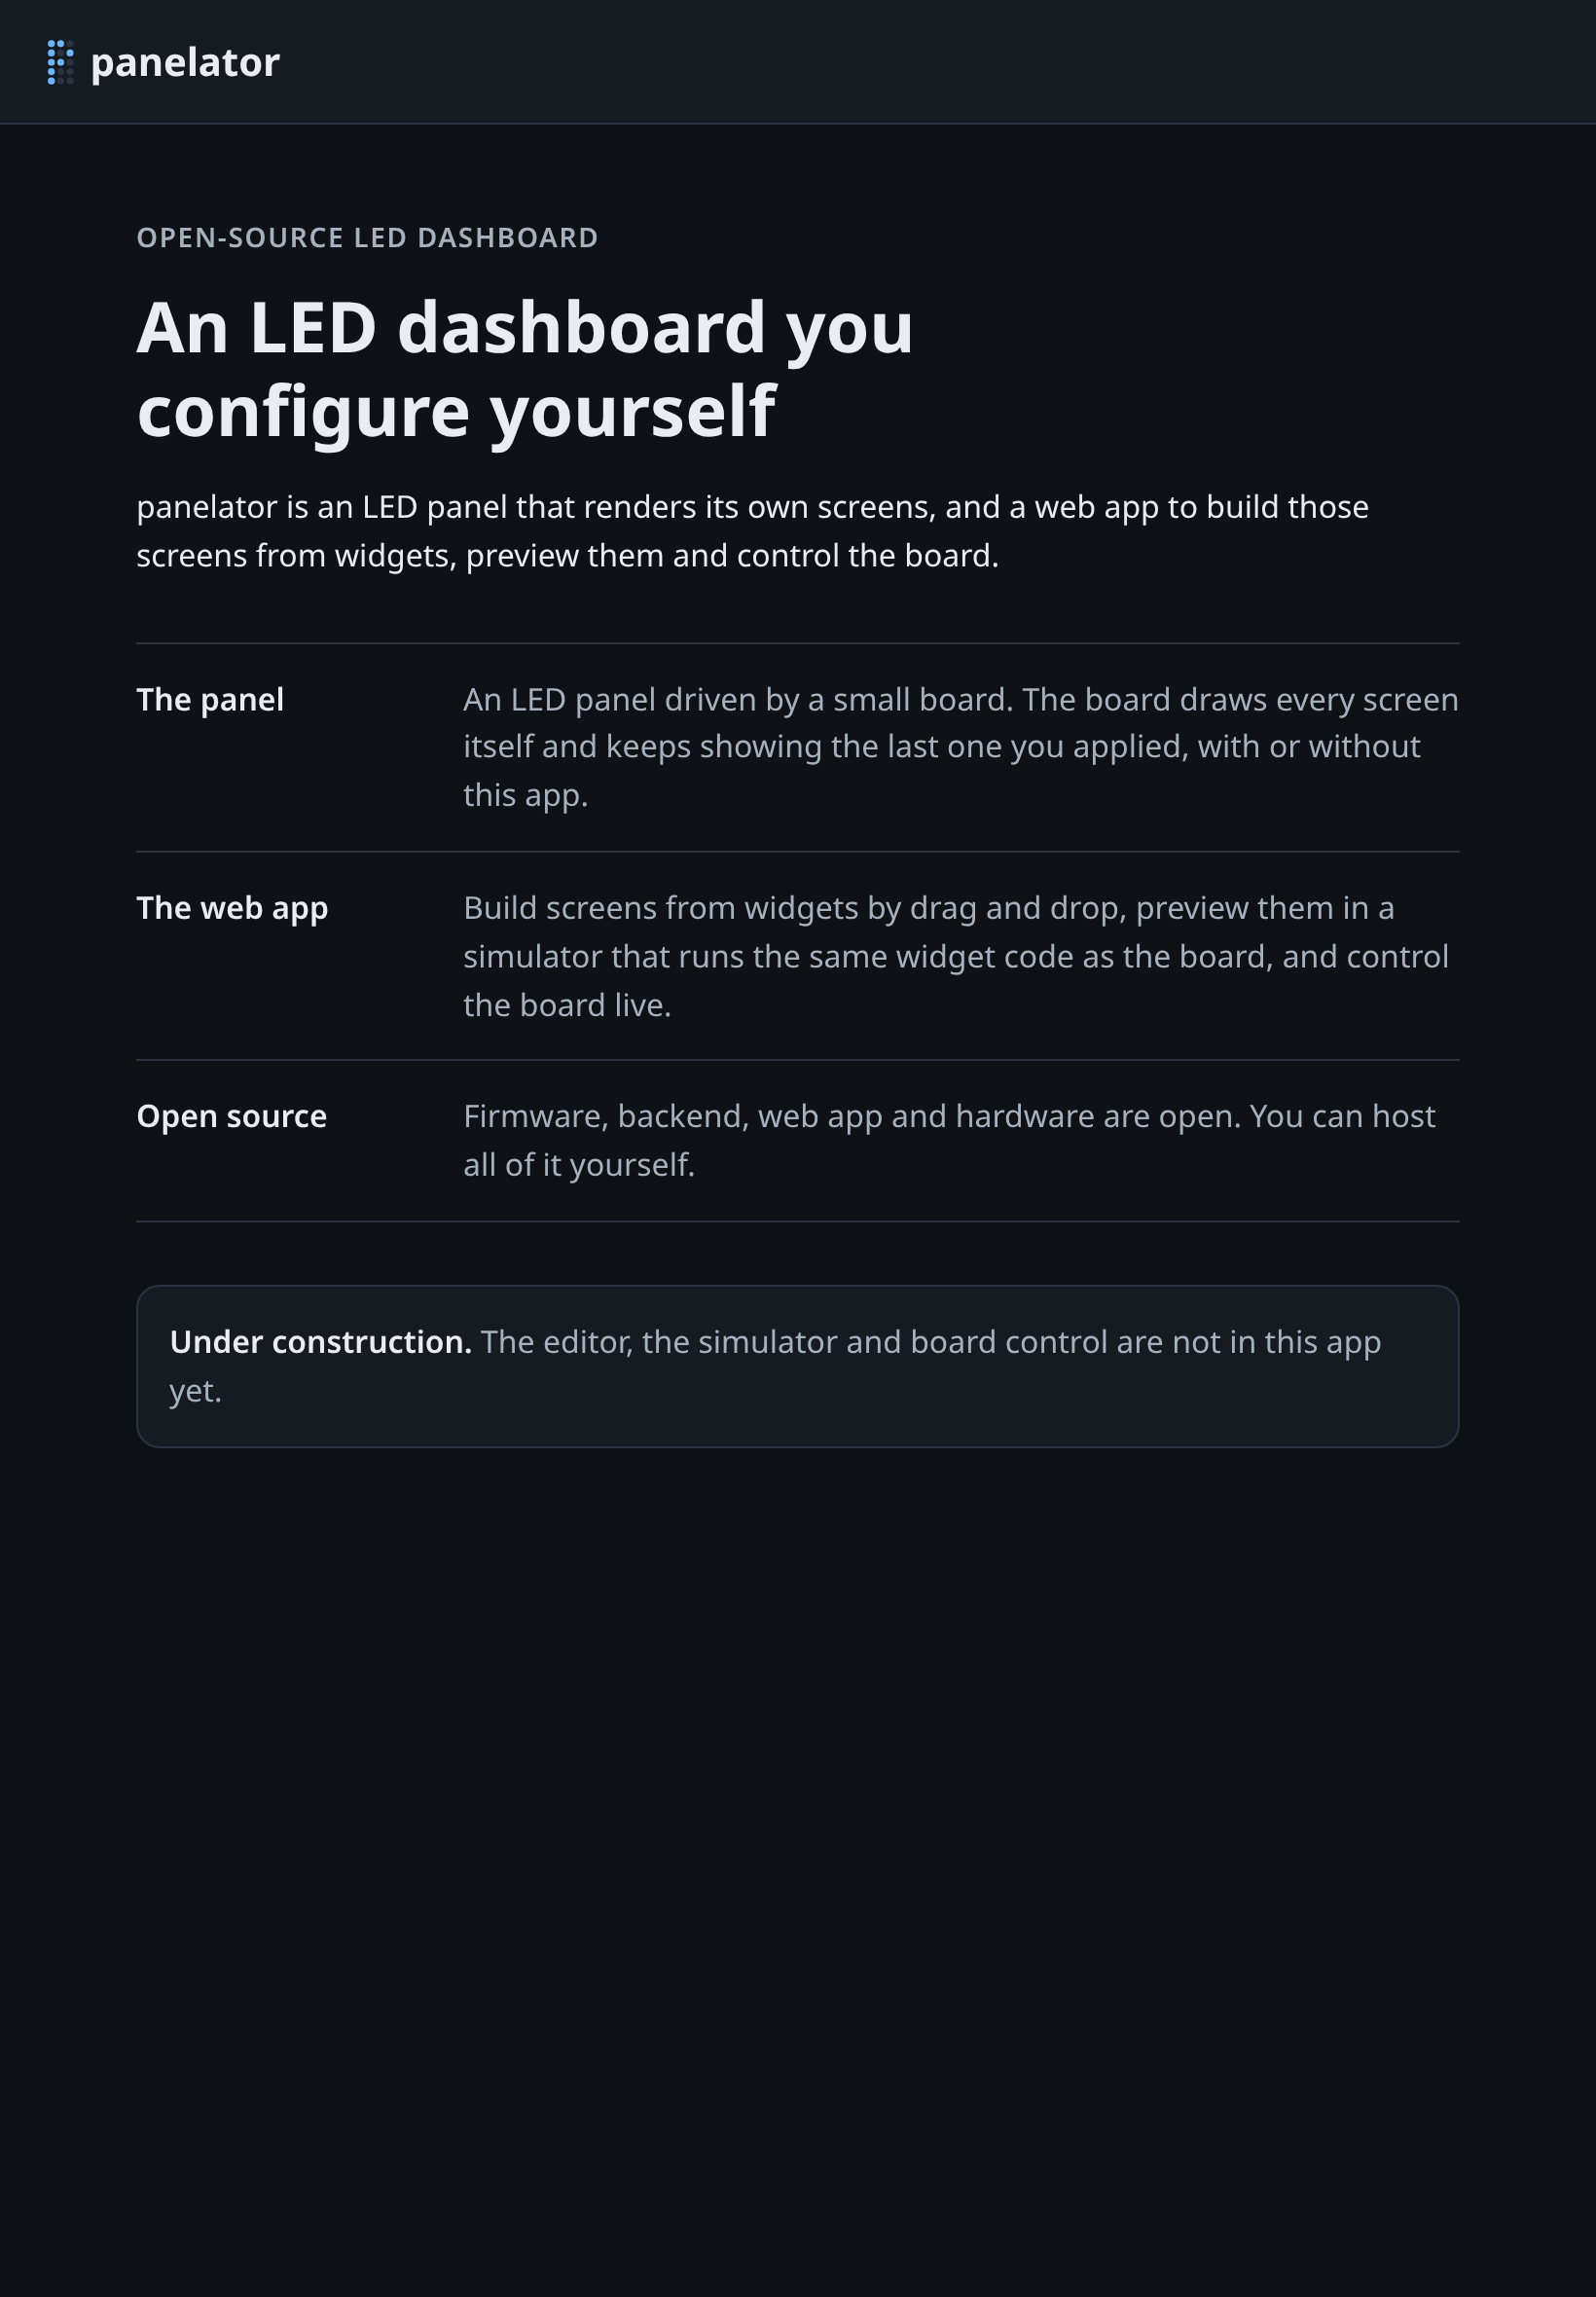 panelator
OPEN-SOURCE LED DASHBOARD
An LED dashboard you
configure yourself
panelator is an LED panel that renders its own screens, and a web app to build those
screens from widgets, preview them and control the board.
The panel
An LED panel driven by a small board. The board draws every screen
itself and keeps showing the last one you applied, with or without
this app.
The web app
Build screens from widgets by drag and drop, preview them in a
simulator that runs the same widget code as the board, and control
the board live.
Open source
Firmware, backend, web app and hardware are open. You can host
all of it yourself.
Under construction. The editor, the simulator and board control are not in this app
yet.